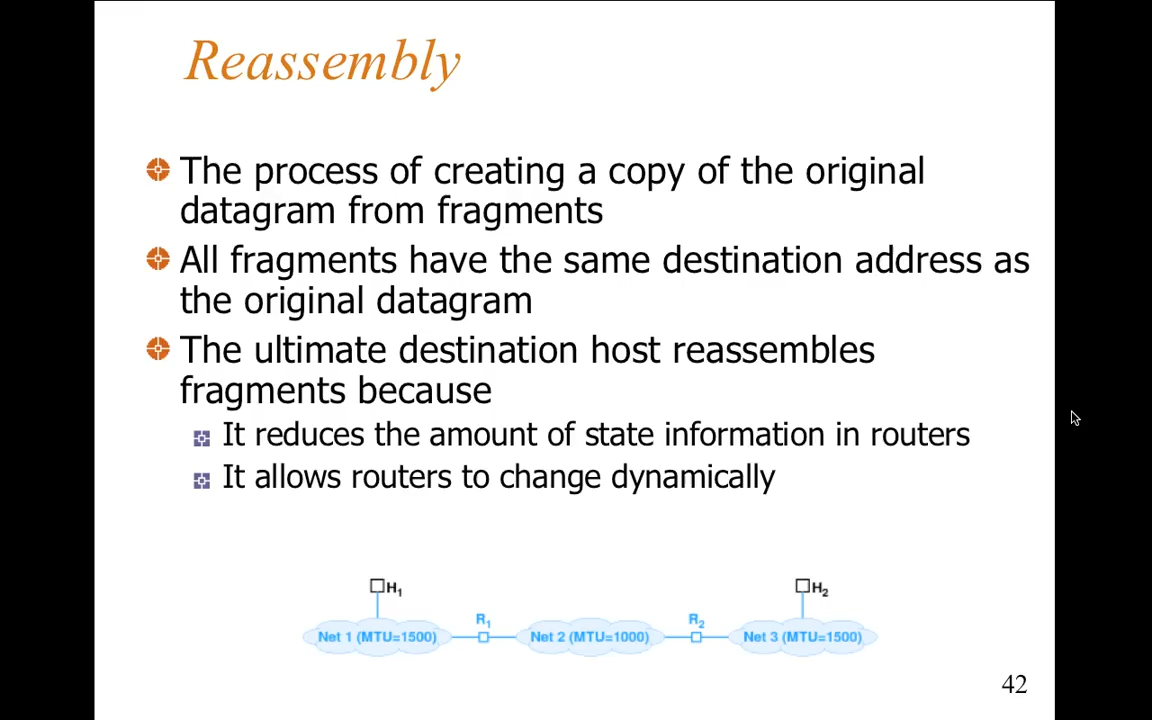 Reassembly
The process of creating a copy of the original
datagram from fragments
All fragments have the same destination address as
the original datagram
The ultimate destination host reassembles
fragments because
It reduces the amount of state information in routers
It allows routers to change dynamically
H1 H2
R1 R2
Net 1 (MTU=1500) Net 2 (MTU=1000) Net 3 (MTU=1500)
42